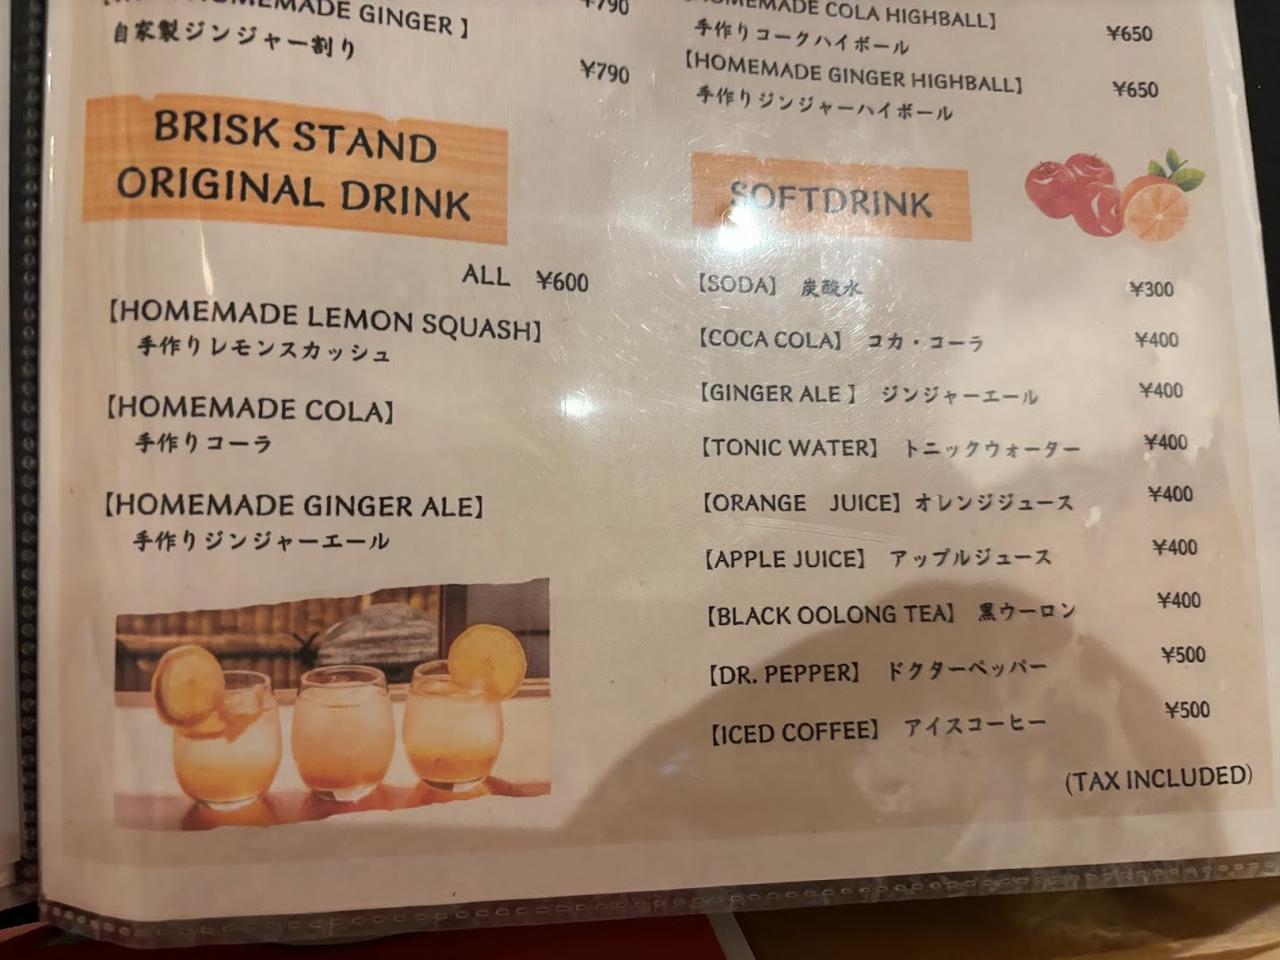 HOMEMADE GINGER 】
自家製ジンジャー割り
¥790
¥790
BRISK STAND
ORIGINAL DRINK
ALL ¥600
【HOMEMADE LEMON SQUASH】
手作りレモンスカッシュ
【HOMEMADE COLA】
手作りコーラ
【HOMEMADE GINGER ALE】
手作りジンジャーエール
【HOMEMADE COLA HIGHBALL】
手作りコークハイボール ¥650
【HOMEMADE GINGER HIGHBALL】
手作りジンジャーハイボール ¥650
SOFTDRINK
【SODA】 炭酸水 ¥300
【COCA COLA】 コカ・コーラ ¥400
【GINGER ALE 】 ジンジャーエール ¥400
【TONIC WATER】 トニックウォーター ¥400
【ORANGE JUICE】 オレンジジュース ¥400
【APPLE JUICE】 アップルジュース ¥400
【BLACK OOLONG TEA】 黒ウーロン ¥400
【DR. PEPPER】 ドクターペッパー ¥500
【ICED COFFEE】 アイスコーヒー ¥500
(TAX INCLUDED)